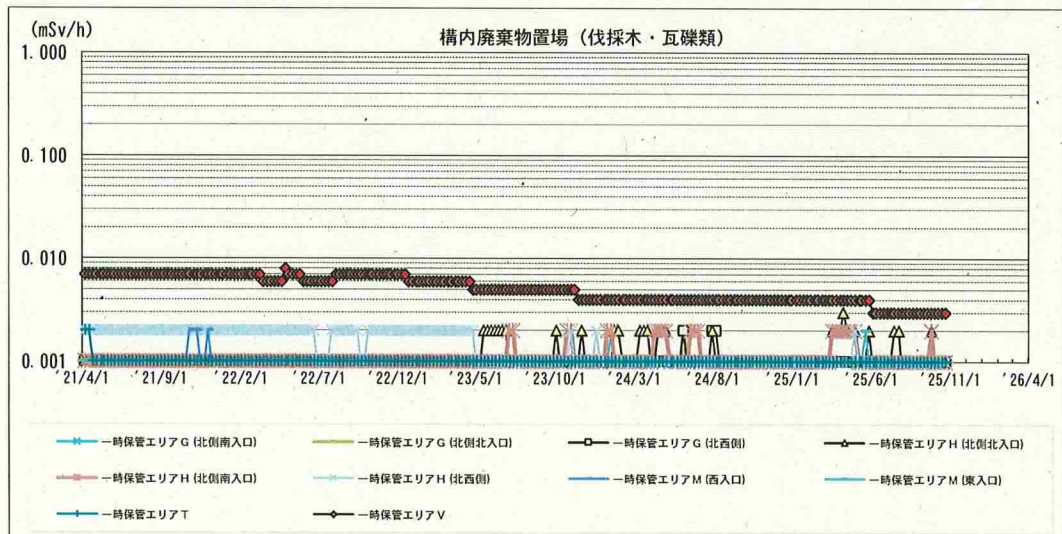 (mSv/h)
構内廃棄物置場（伐採木・瓦礫類）
1.000
0.100
0.010
0.001
'21/4/1 '21/9/1 '22/2/1 '22/7/1 '22/12/1 '23/5/1 '23/10/1 '24/3/1 '24/8/1 '25/1/1 '25/6/1 '25/11/1 '26/4/1
一時保管エリアG (北側南入口) 一時保管エリアG (北側北入口) 一時保管エリアG (北西側) 一時保管エリアH (北側北入口)
一時保管エリアH (北側南入口) 一時保管エリアH (北西側) 一時保管エリアM (西入口) 一時保管エリアM (東入口)
一時保管エリアT 一時保管エリアV